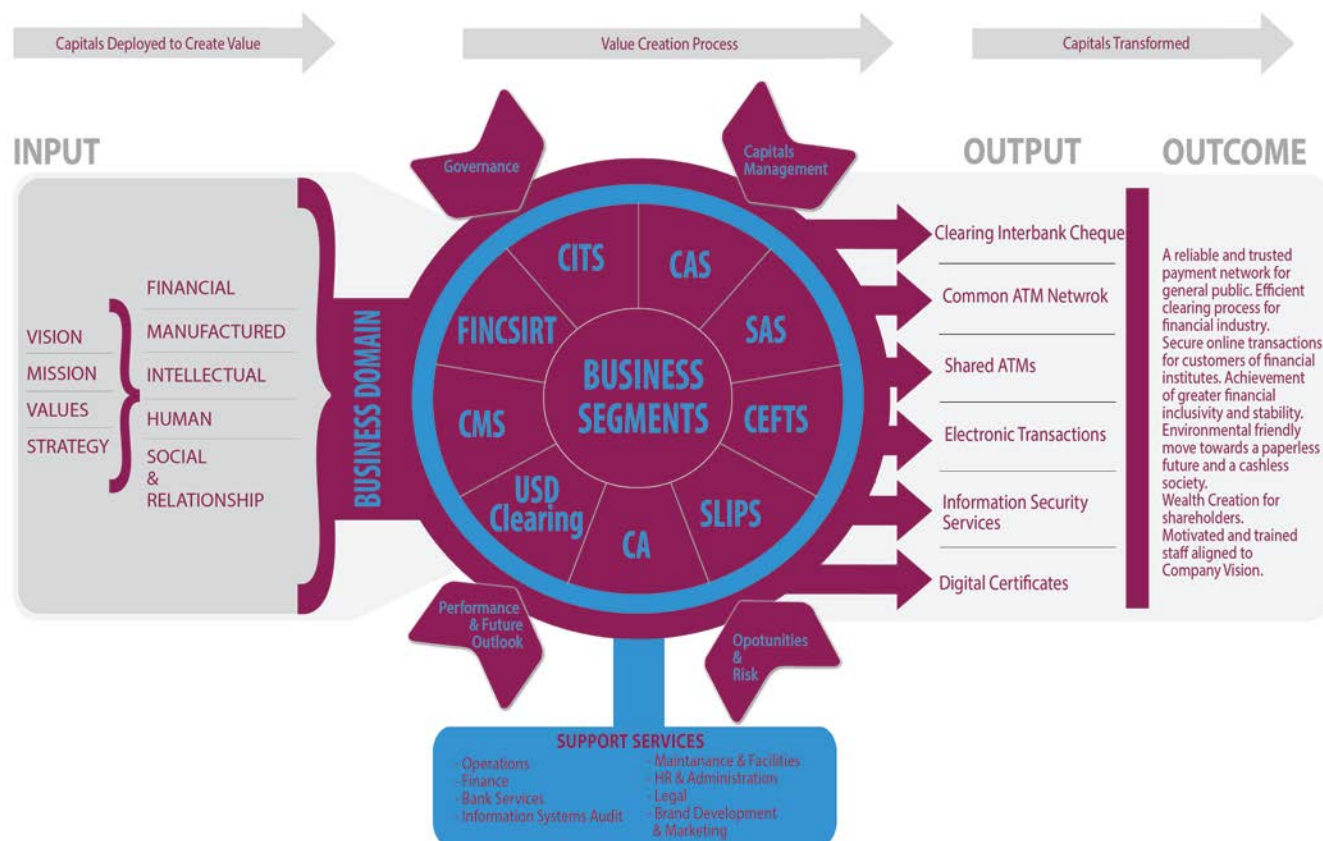 Capitals Deployed to Create Value
Value Creation Process
Capitals Transformed
INPUT
VISION
MISSION
VALUES
STRATEGY
FINANCIAL
MANUFACTURED
INTELLECTUAL
HUMAN
SOCIAL
&
RELATIONSHIP
BUSINESS DOMAIN
Governance
Capitals
Management
CITS
CAS
SAS
CEFTS
SLIPS
CA
USD
Clearing
CMS
FINCSIRT
BUSINESS
SEGMENTS
Performance
& Future
Outlook
Opotunities
&
Risk
SUPPORT SERVICES
- Operations
- Finance
- Bank Services
- Information Systems Audit
- Maintanance & Facilities
- HR & Administration
- Legal
- Brand Development
& Marketing
OUTPUT
Clearing Interbank Cheque
Common ATM Netwrok
Shared ATMs
Electronic Transactions
Information Security
Services
Digital Certificates
OUTCOME
A reliable and trusted
payment network for
general public. Efficient
clearing process for
financial industry.
Secure online transactions
for customers of financial
institutes. Achievement
of greater financial
inclusivity and stability.
Environmental friendly
move towards a paperless
future and a cashless
society.
Wealth Creation for
shareholders.
Motivated and trained
staff aligned to
Company Vision.